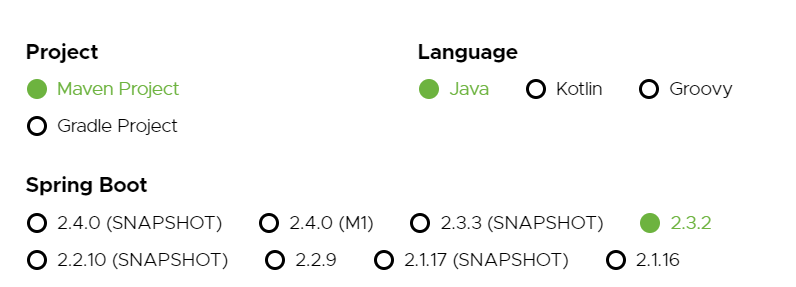 Project
Language
Maven Project
Java Kotlin Groovy
Gradle Project
Spring Boot
2.4.0 (SNAPSHOT) 2.4.0 (M1) 2.3.3 (SNAPSHOT) 2.3.2
2.2.10 (SNAPSHOT) 2.2.9 2.1.17 (SNAPSHOT) 2.1.16